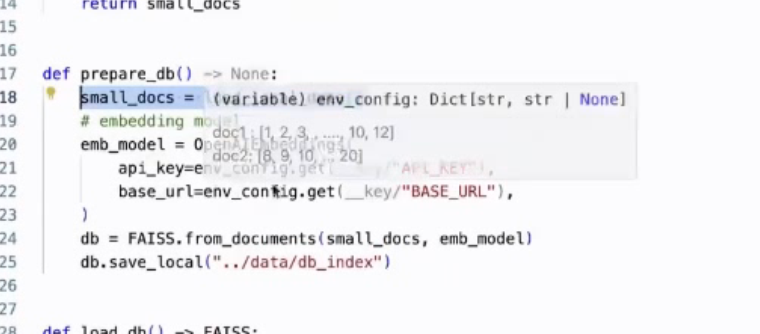 14 return small_docs
15
16
17 def prepare_db() -> None:
18 small_docs =
(variable) env_config: Dict[str, str | None]
19 # embedding model
doc1 : [1, 2, 3, . ...., 10, 12]
20 emb_model = OpenAIEmbeddings(
doc2: [8, 9, 10, .. 20]
21 api_key=env_config.get(__key/"API_KEY"),
22 base_url=env_config.get(__key/"BASE_URL"),
23 )
24 db = FAISS.from_documents(small_docs, emb_model)
25 db.save_local("../data/db_index")
26
27
28 def load_db() -> FAISS: